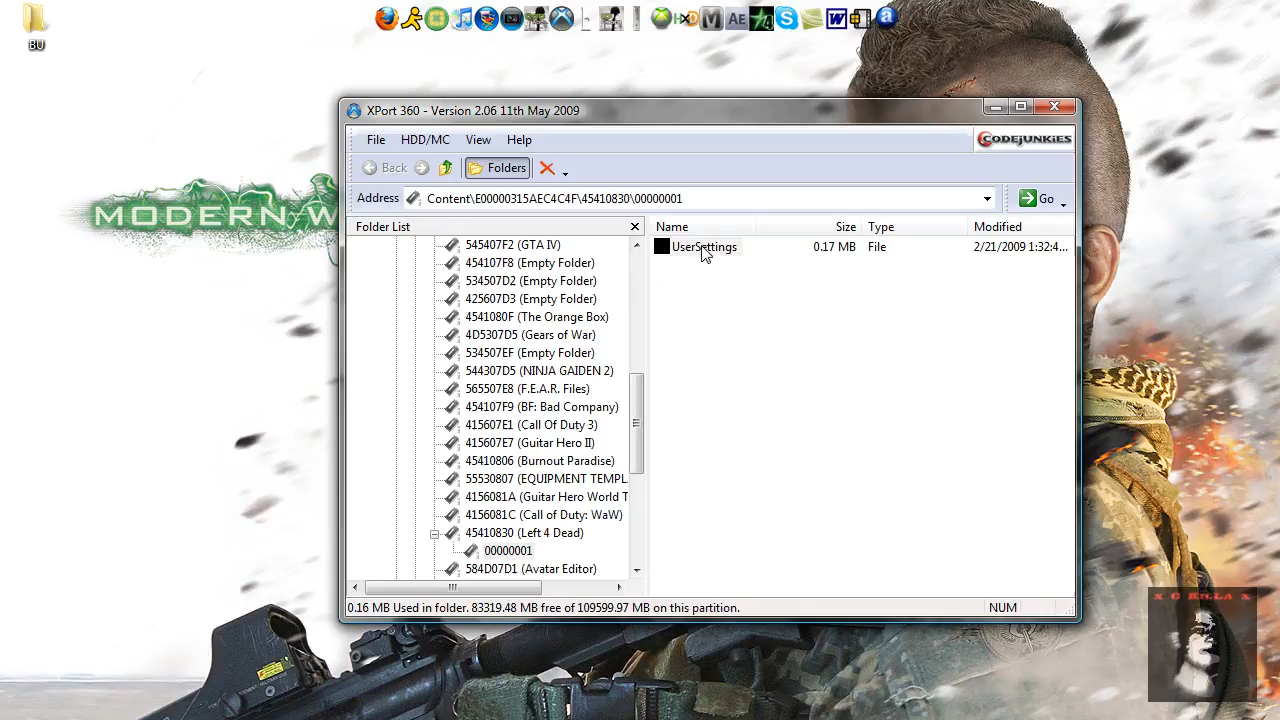 BU
HxD
M
AE
W
a
MODERN W
XPort 360 - Version 2.06 11th May 2009
File HDD/MC View Help
CODEJUNKIES
Back Folders
Address Content\E00000315AEC4C1F\45410830\00000001 Go
Folder List
Name Size Type Modified
545407F2 (GTA IV)
UserSettings 0.17 MB File 2/21/2009 1:32:4...
454107F8 (Empty Folder)
534507D2 (Empty Folder)
425607D3 (Empty Folder)
4541080F (The Orange Box)
4D5307D5 (Gears of War)
534507EF (Empty Folder)
544307D5 (NINJA GAIDEN 2)
565507E8 (F.E.A.R. Files)
454107F9 (BF: Bad Company)
415607E1 (Call Of Duty 3)
415607E7 (Guitar Hero II)
45410806 (Burnout Paradise)
55530807 (EQUIPMENT TEMPL
4156081A (Guitar Hero World T
4156081C (Call of Duty: WaW)
45410830 (Left 4 Dead)
00000001
584D07D1 (Avatar Editor)
0.16 MB Used in folder. 83319.48 MB free of 109599.97 MB on this partition. NUM
x G KiLLA x